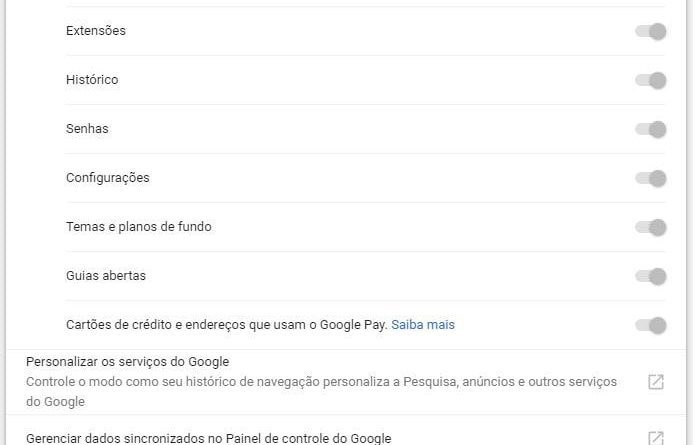 Extensões
Histórico
Senhas
Configurações
Temas e planos de fundo
Guias abertas
Cartões de crédito e endereços que usam o Google Pay. Saiba mais
Personalizar os serviços do Google
Controle o modo como seu histórico de navegação personaliza a Pesquisa, anúncios e outros serviços
do Google
Gerenciar dados sincronizados no Painel de controle do Google